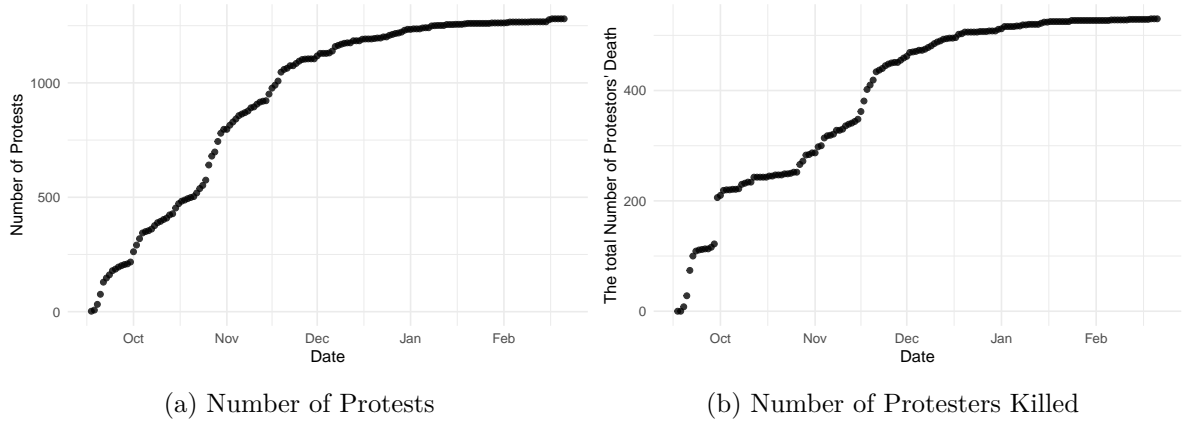 Number of Protests
1000
500
0
Oct
Nov
Dec
Jan
Feb
Date
(a) Number of Protests
The total Number of Protestors' Death
400
200
0
Oct
Nov
Dec
Jan
Feb
Date
(b) Number of Protesters Killed